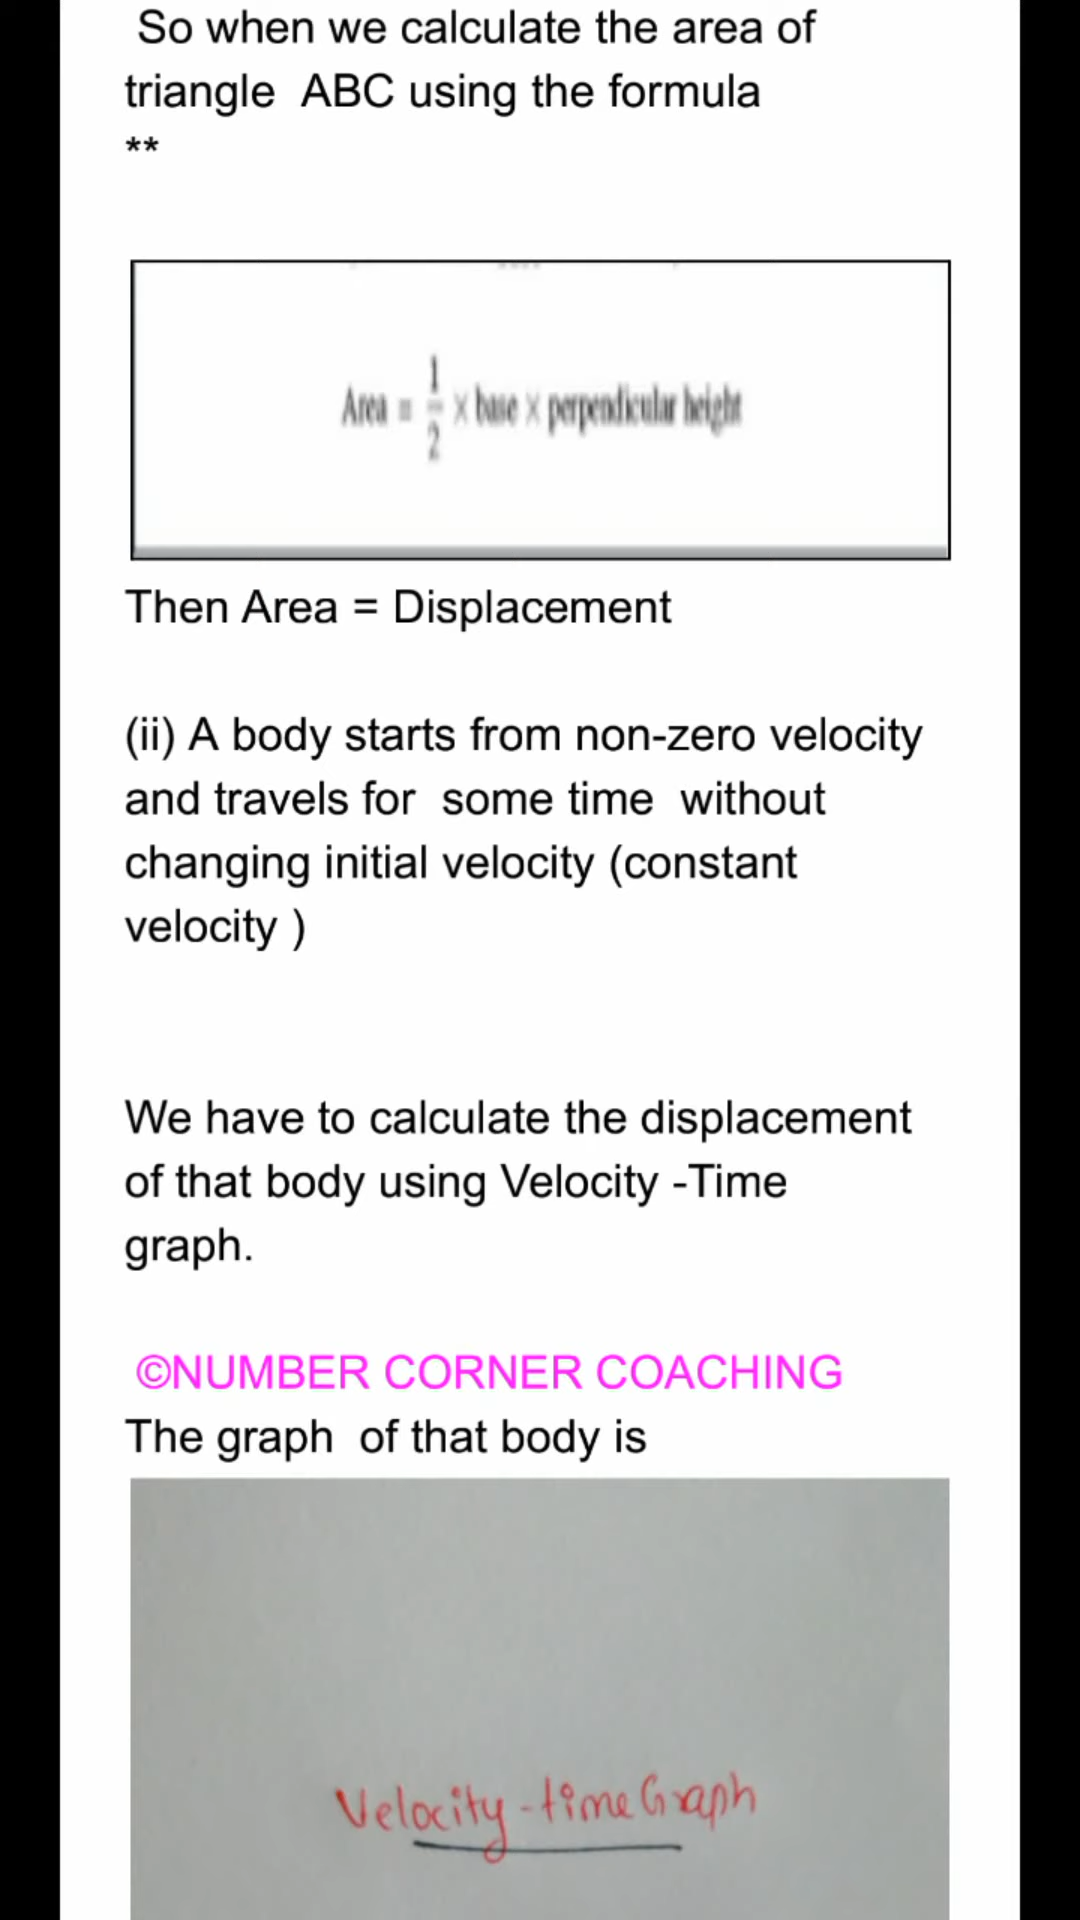 So when we calculate the area of
triangle ABC using the formula
**
Area = 1/2 × base × perpendicular height
Then Area = Displacement
(ii) A body starts from non-zero velocity
and travels for some time without
changing initial velocity (constant
velocity )
We have to calculate the displacement
of that body using Velocity -Time
graph.
©NUMBER CORNER COACHING
The graph of that body is
Velocity-time Graph